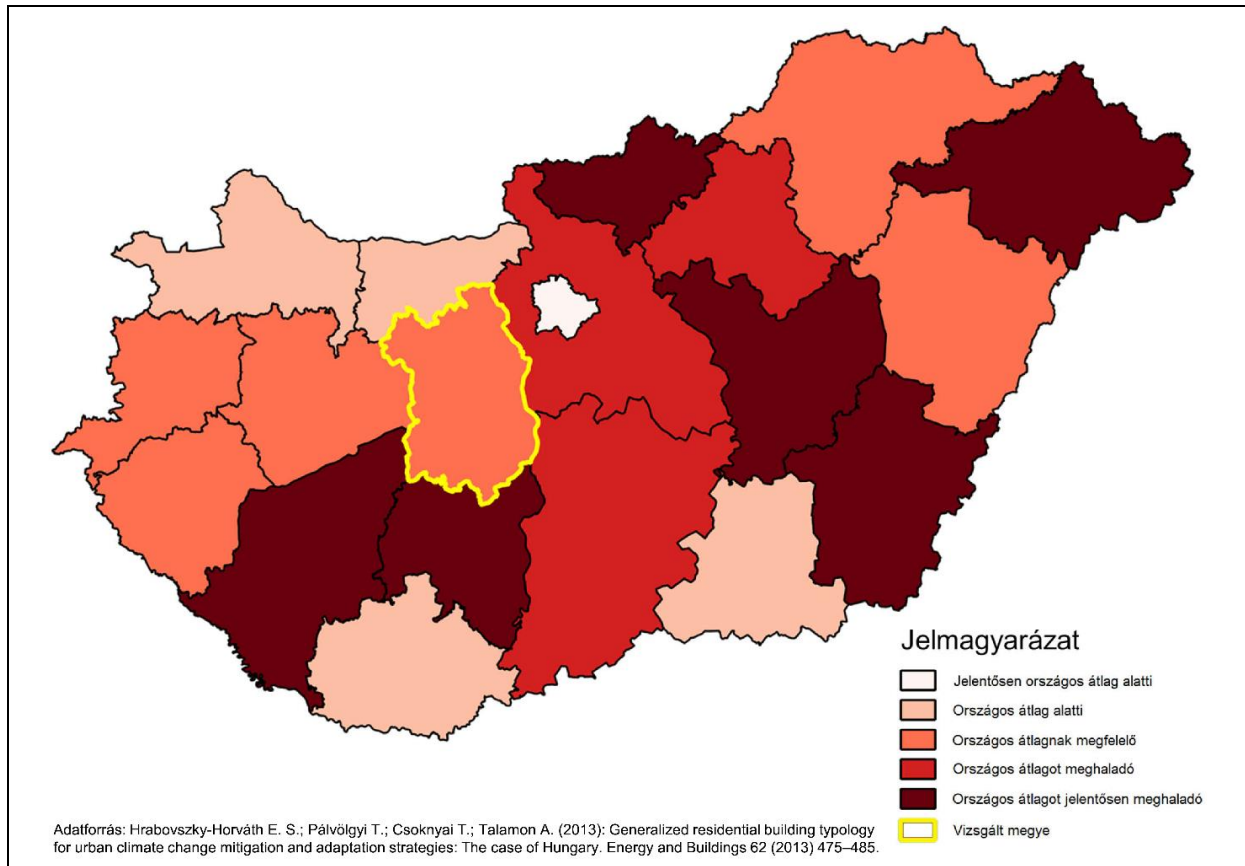 Jelmagyarázat
Jelentősen országos átlag alatti
Országos átlag alatti
Országos átlagnak megfelelő
Országos átlagot meghaladó
Országos átlagot jelentősen meghaladó
Vizsgált megye
Adatforrás: Hrabovszky-Horváth E. S.; Pálvölgyi T.; Csoknyai T.; Talamon A. (2013): Generalized residential building typology
for urban climate change mitigation and adaptation strategies: The case of Hungary. Energy and Buildings 62 (2013) 475–485.